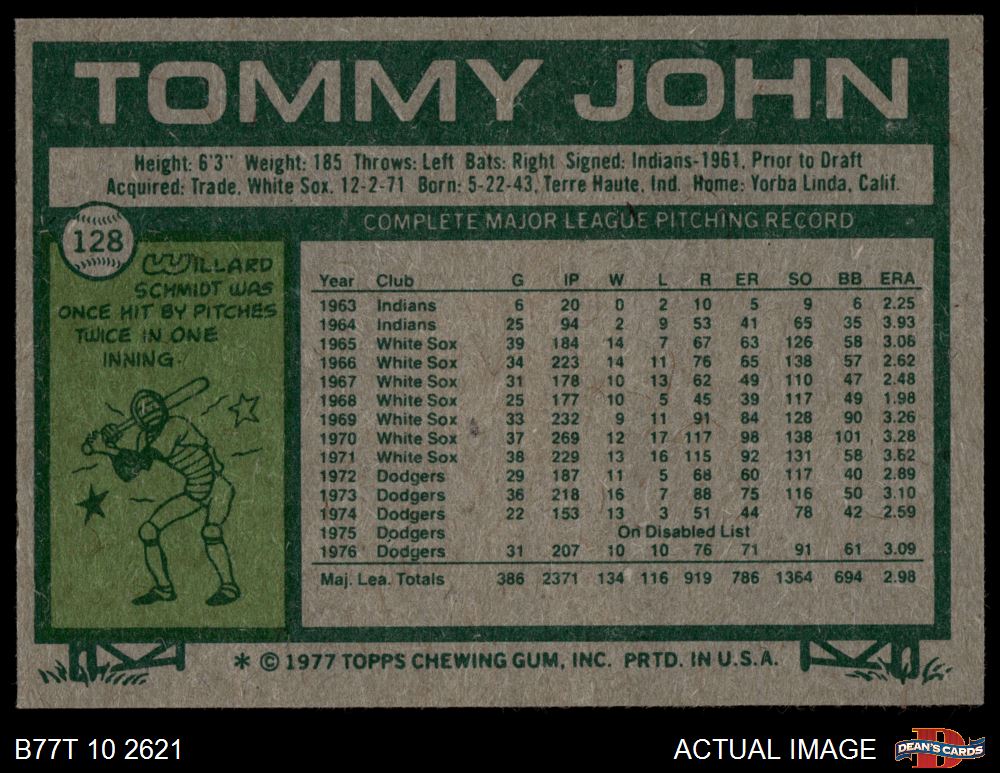 TOMMY JOHN
Height: 6'3" Weight: 185 Throws: Left Bats: Right Signed: Indians-1961, Prior to Draft
Acquired: Trade, White Sox, 12-2-71 Born: 5-22-43, Terre Haute, Ind. Home: Yorba Linda, Calif.
128
COMPLETE MAJOR LEAGUE PITCHING RECORD
WILLARD
SCHMIDT WAS
ONCE HIT BY PITCHES
TWICE IN ONE
INNING.
Year Club G IP W L R ER SO BB ERA
1963 Indians 6 20 0 2 10 5 9 6 2.25
1964 Indians 25 94 2 9 53 41 65 35 3.93
1965 White Sox 39 184 14 7 67 63 126 58 3.06
1966 White Sox 34 223 14 11 76 65 138 57 2.62
1967 White Sox 31 178 10 13 62 49 110 47 2.48
1968 White Sox 25 177 10 5 45 39 117 49 1.98
1969 White Sox 33 232 9 11 91 84 128 90 3.26
1970 White Sox 37 269 12 17 117 98 138 101 3.28
1971 White Sox 38 229 13 16 115 92 131 58 3.62
1972 Dodgers 29 187 11 5 68 60 117 40 2.89
1973 Dodgers 36 218 16 7 88 75 116 50 3.10
1974 Dodgers 22 153 13 3 51 44 78 42 2.59
1975 Dodgers On Disabled List
1976 Dodgers 31 207 10 10 76 71 91 61 3.09
Maj. Lea. Totals 386 2371 134 116 919 786 1364 694 2.98
* © 1977 TOPPS CHEWING GUM, INC. PRTD. IN U.S.A.
B77T 10 2621
ACTUAL IMAGE
DEAN'S CARDS